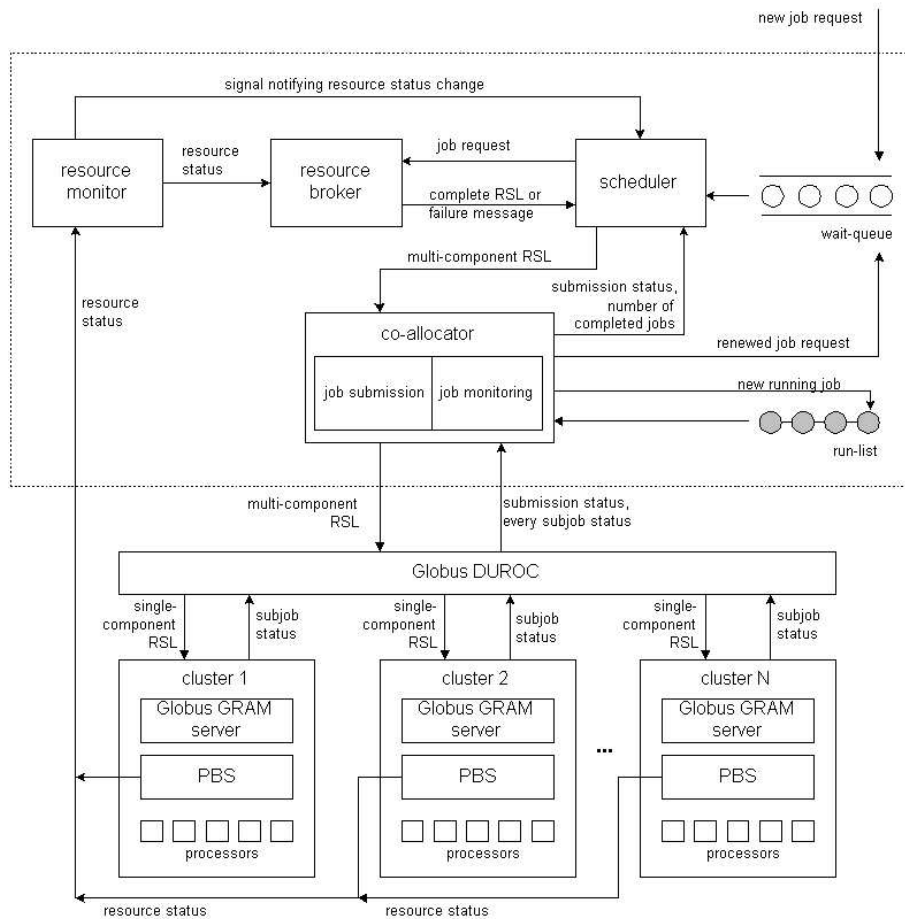 new job request
signal notifying resource status change
resource
monitor
resource
status
resource
broker
job request
complete RSL or
failure message
scheduler
wait-queue
multi-component RSL
submission status,
number of
completed jobs
resource
status
co-allocator
job submission
job monitoring
renewed job request
new running job
run-list
multi-component
RSL
submission status,
every subjob status
Globus DUROC
single-
component
RSL
subjob
status
single-
component
RSL
subjob
status
single-
component
RSL
subjob
status
cluster 1
Globus GRAM
server
PBS
processors
cluster 2
Globus GRAM
server
PBS
processors
...
cluster N
Globus GRAM
server
PBS
processors
resource status
resource status